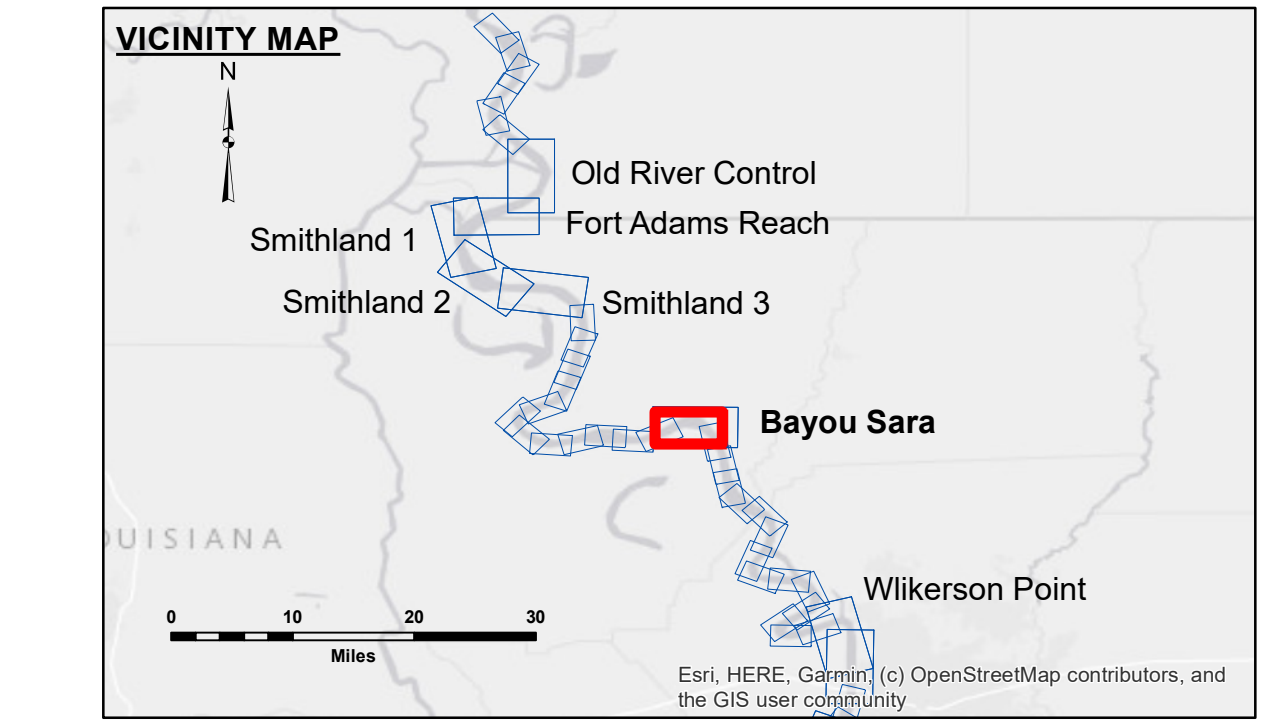 VICINITY MAP
N
Old River Control
Fort Adams Reach
Smithland 1
Smithland 2
Smithland 3
Bayou Sara
OUISIANA
Wlikerson Point
0 10 20 30
Miles
Esri, HERE, Garmin, (c) OpenStreetMap contributors, and
the GIS user community